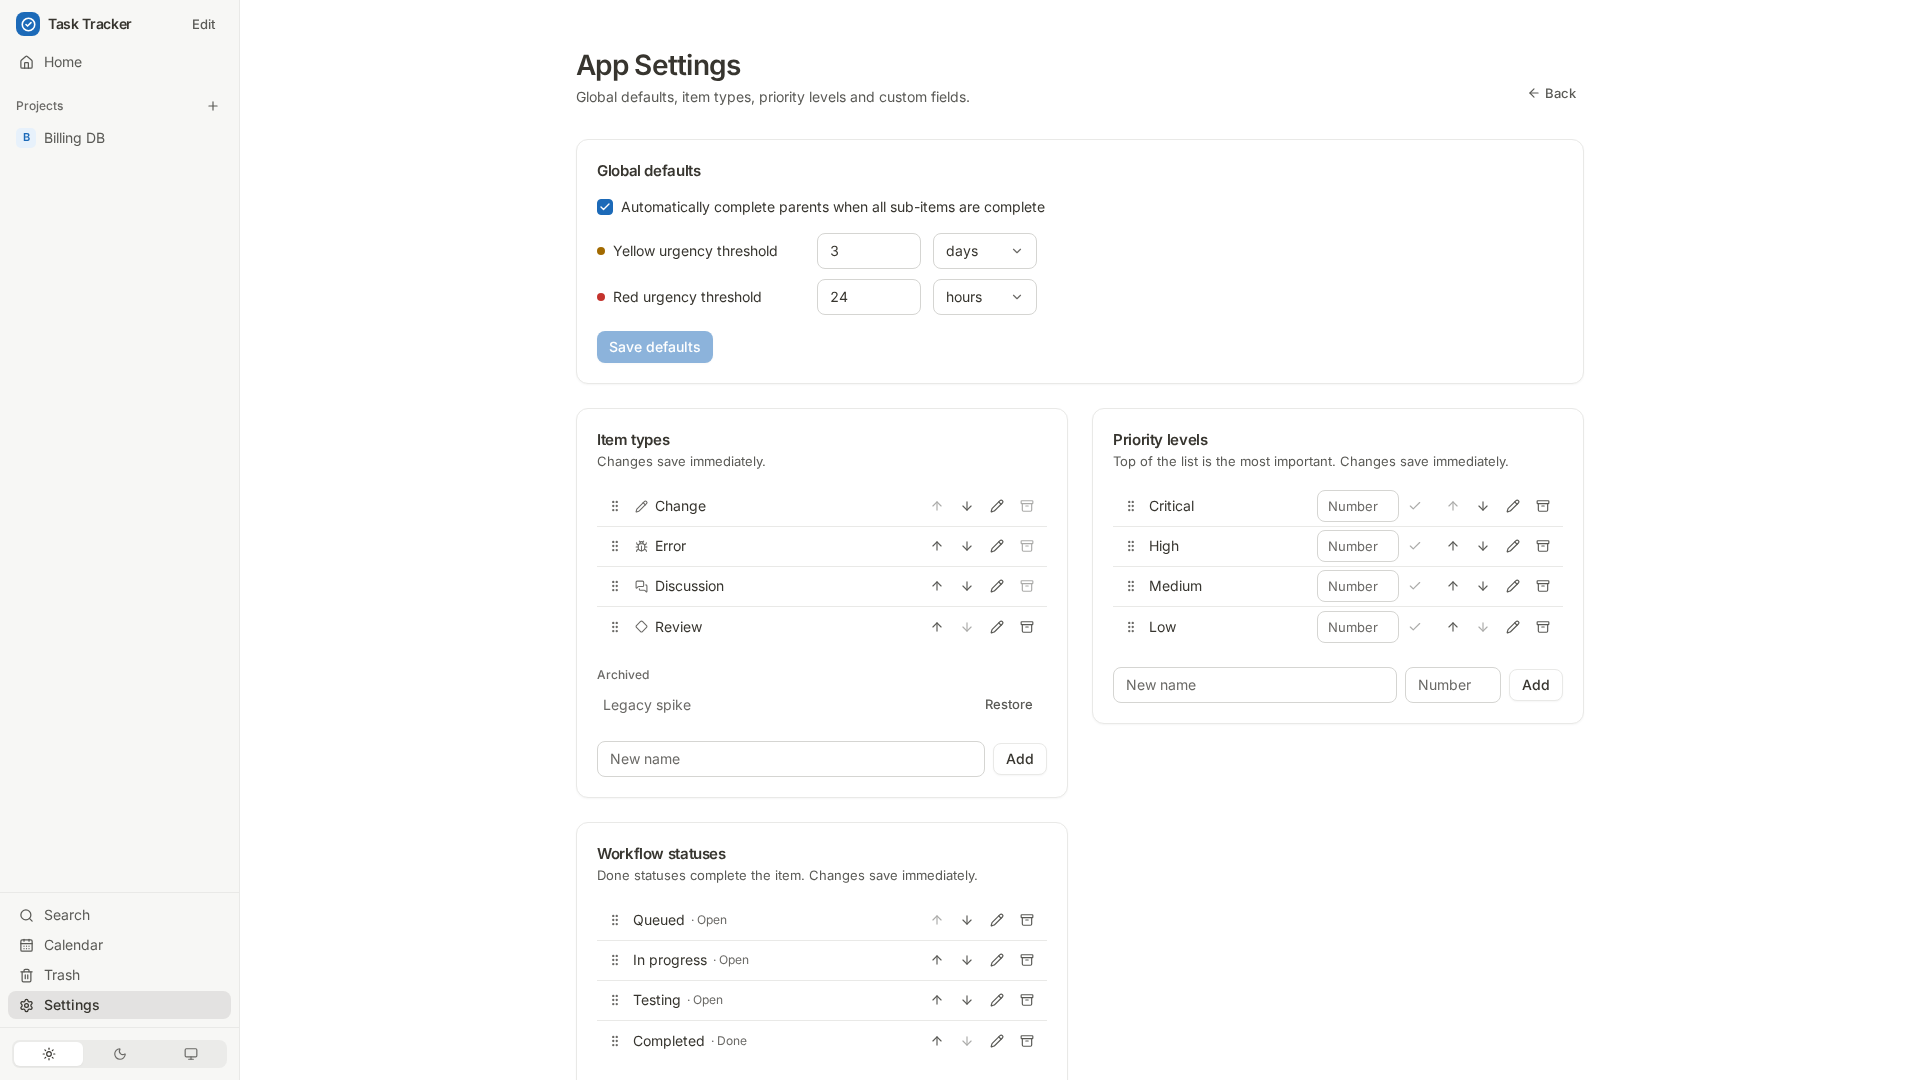 Task Tracker
Edit
Home
Projects
B
Billing DB
Search
Calendar
Trash
Settings
App Settings
Global defaults, item types, priority levels and custom fields.
Back
Global defaults
Automatically complete parents when all sub-items are complete
Yellow urgency threshold
3
days
Red urgency threshold
24
hours
Save defaults
Item types
Changes save immediately.
Change
Error
Discussion
Review
Archived
Legacy spike
Restore
New name
Add
Priority levels
Top of the list is the most important. Changes save immediately.
Critical
Number
High
Number
Medium
Number
Low
Number
New name
Number
Add
Workflow statuses
Done statuses complete the item. Changes save immediately.
Queued · Open
In progress · Open
Testing · Open
Completed · Done